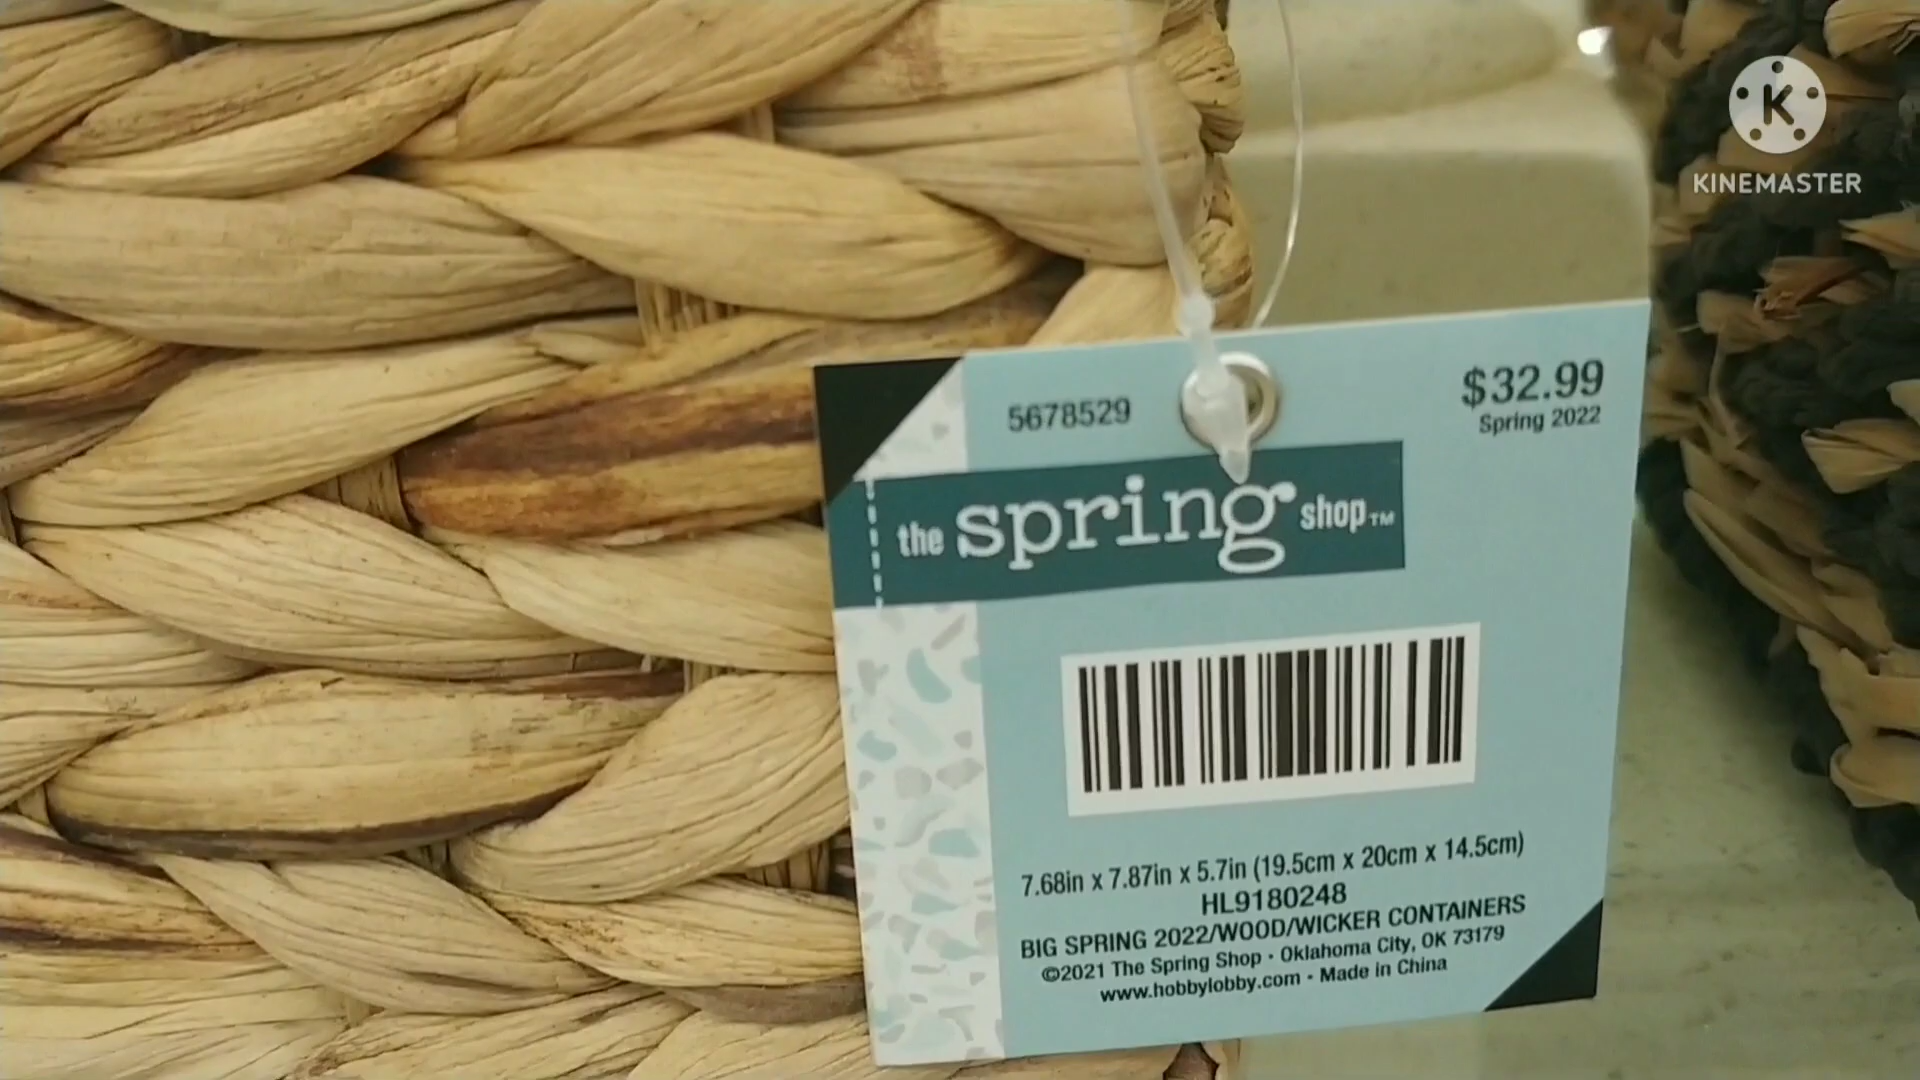 KINEMASTER
5678529
$32.99
Spring 2022
the spring shop™
7.68in x 7.87in x 5.7in (19.5cm x 20cm x 14.5cm)
HL9180248
BIG SPRING 2022/WOOD/WICKER CONTAINERS
©2021 The Spring Shop • Oklahoma City, OK 73179
www.hobbylobby.com • Made in China